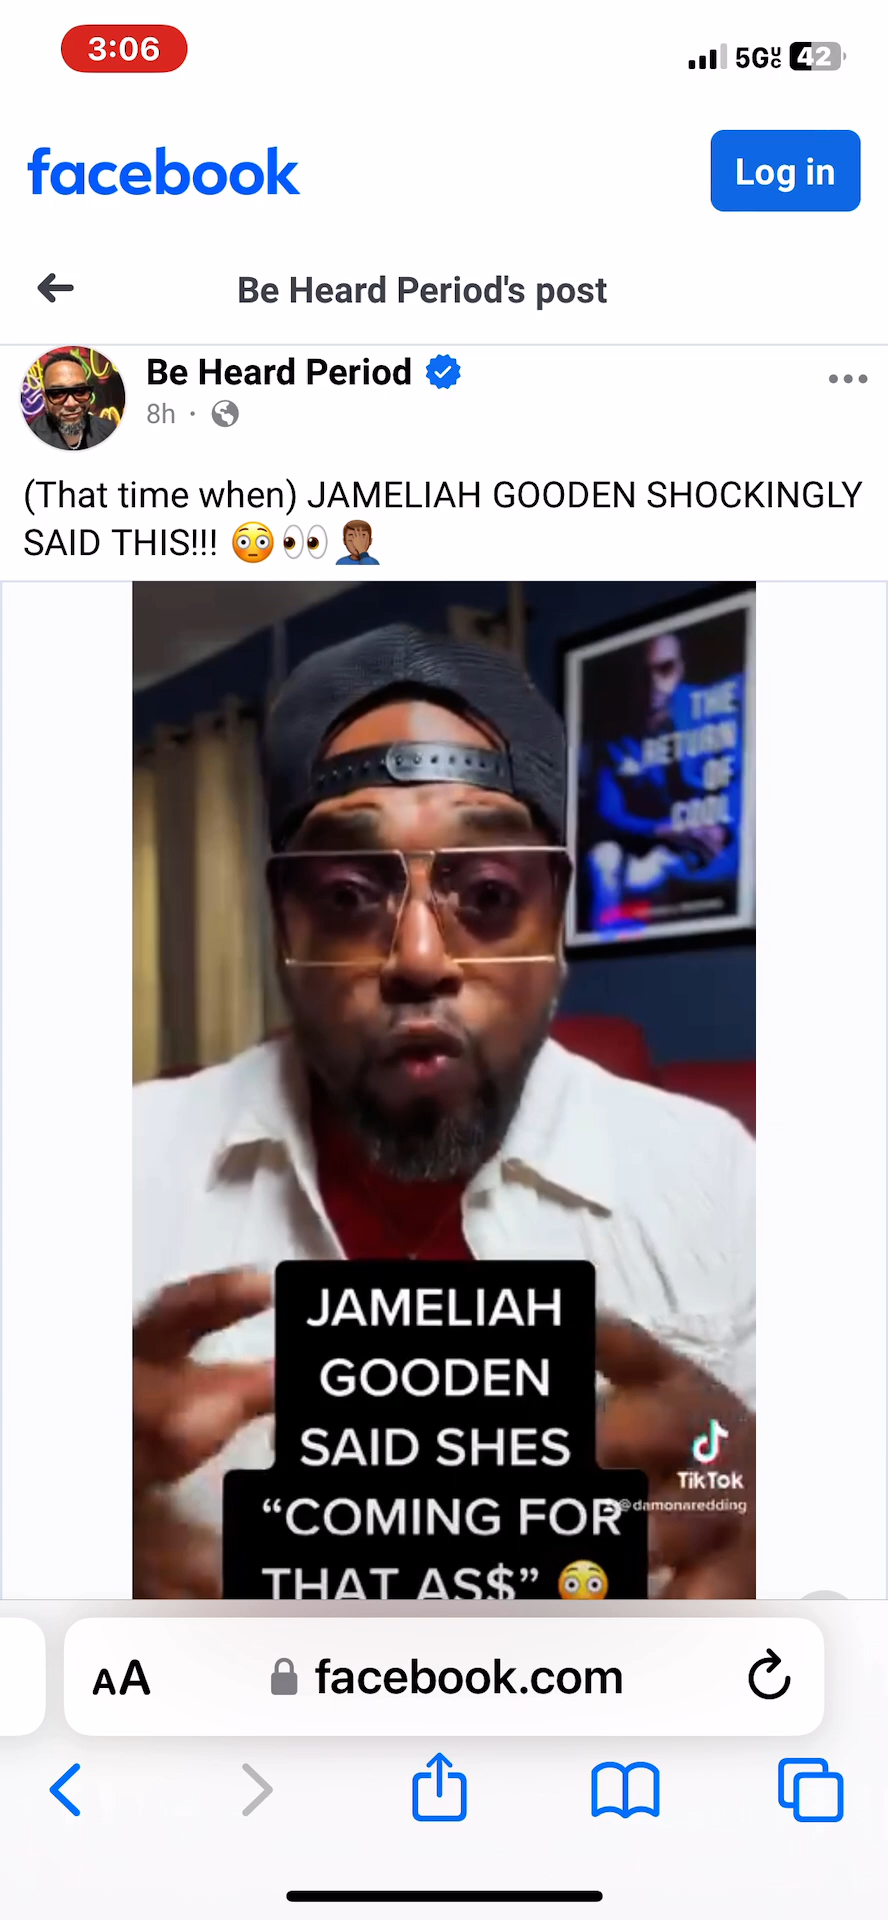 3:06
5GUC 42
facebook
Log in
Be Heard Period's post
Be Heard Period
8h ·
(That time when) JAMELIAH GOODEN SHOCKINGLY
SAID THIS!!! 😳👀🤦🏾‍♂️
THE
RETURN
OF
COOL
JAMELIAH
GOODEN
SAID SHES
“COMING FOR
THAT AS$” 😳
TikTok
@damonaredding
AA facebook.com